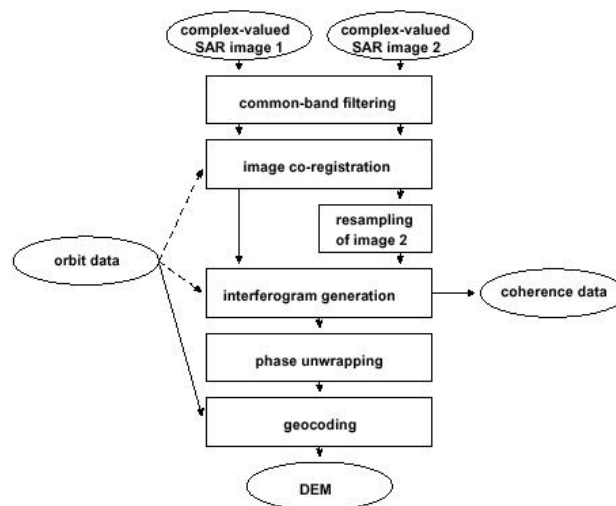 complex-valued
SAR image 1
complex-valued
SAR image 2
common-band filtering
image co-registration
resampling
of image 2
orbit data
interferogram generation
coherence data
phase unwrapping
geocoding
DEM